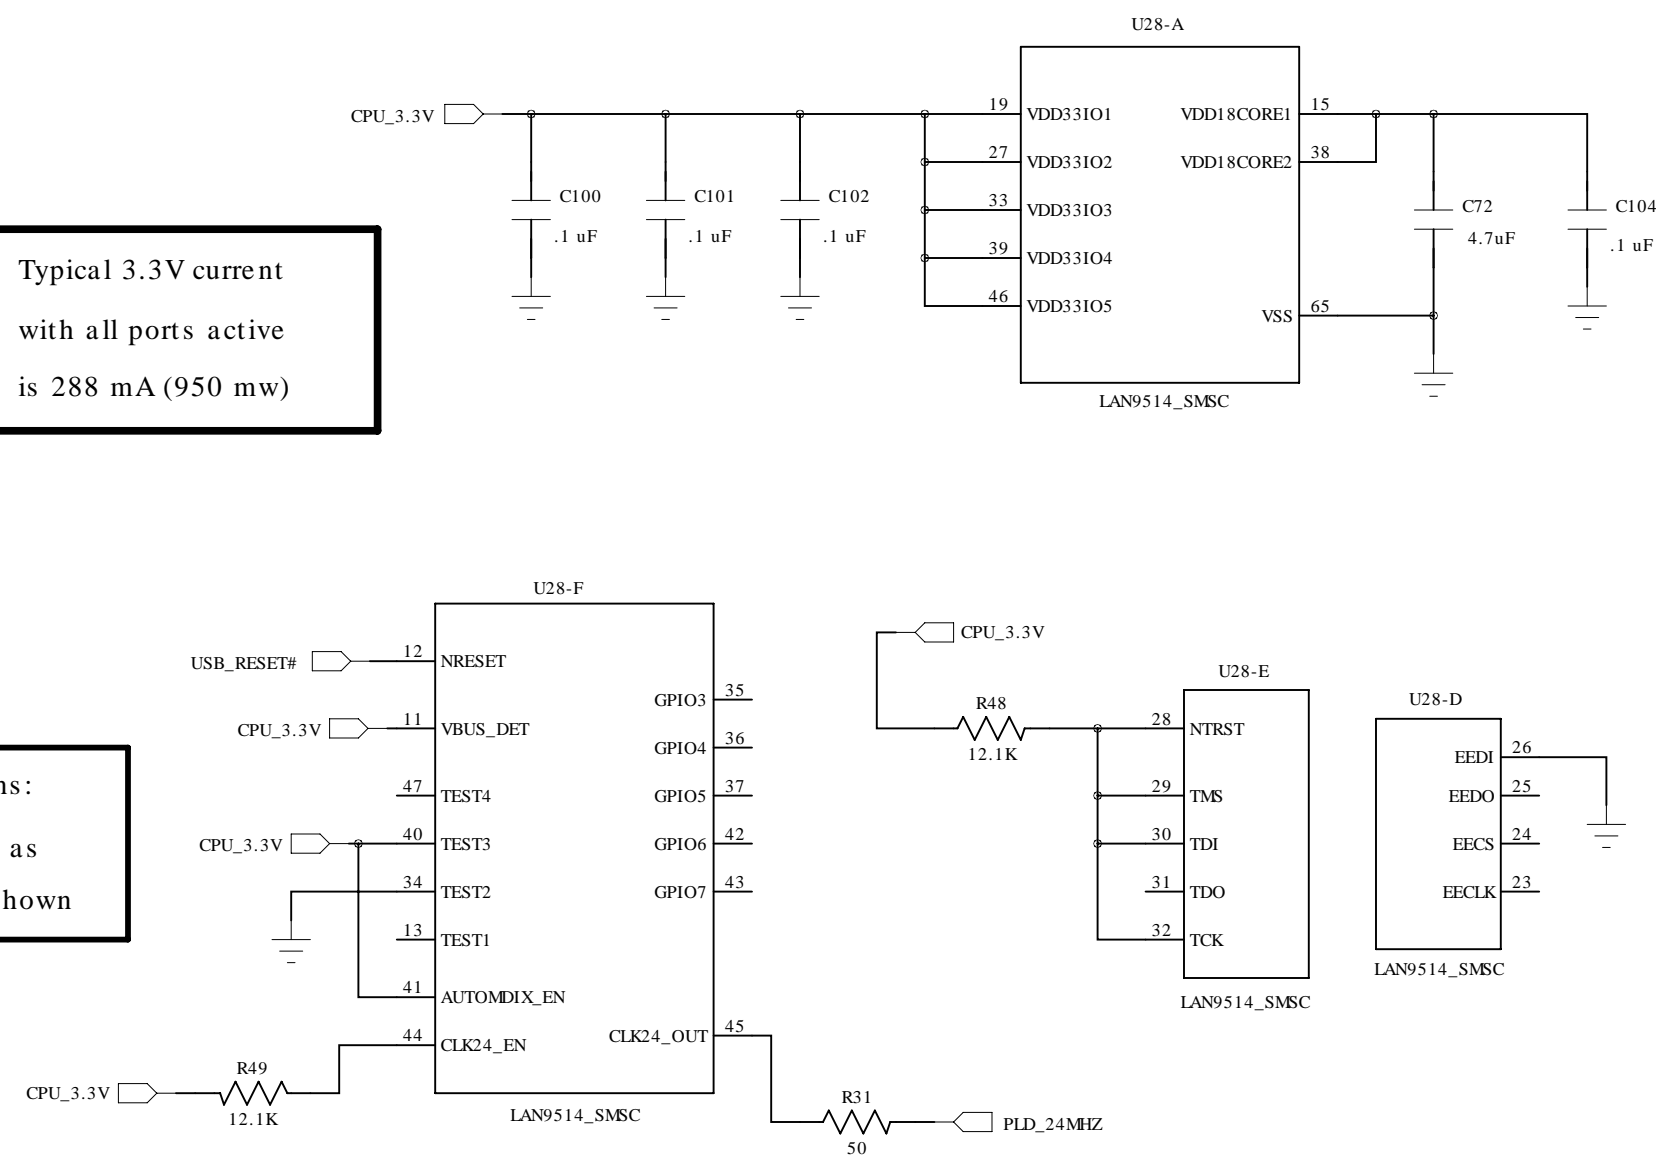 U28-A
CPU_3.3V
19 VDD33IO1
27 VDD33IO2
33 VDD33IO3
39 VDD33IO4
46 VDD33IO5
VDD18CORE1 15
VDD18CORE2 38
VSS 65
LAN9514_SMSC
C100
.1 uF
C101
.1 uF
C102
.1 uF
C72
4.7uF
C104
.1 uF
Typical 3.3V current
with all ports active
is 288 mA (950 mw)
U28-F
USB_RESET# 12 NRESET
CPU_3.3V 11 VBUS_DET
47 TEST4
CPU_3.3V 40 TEST3
34 TEST2
13 TEST1
41 AUTOMDIX_EN
44 CLK24_EN
GPIO3 35
GPIO4 36
GPIO5 37
GPIO6 42
GPIO7 43
CLK24_OUT 45
LAN9514_SMSC
CPU_3.3V
R49
12.1K
R31
50
PLD_24MHZ
as
CPU_3.3V
R48
12.1K
U28-E
28 NTRST
29 TMS
30 TDI
31 TDO
32 TCK
LAN9514_SMSC
U28-D
EEDI 26
EEDO 25
EECS 24
EECLK 23
LAN9514_SMSC